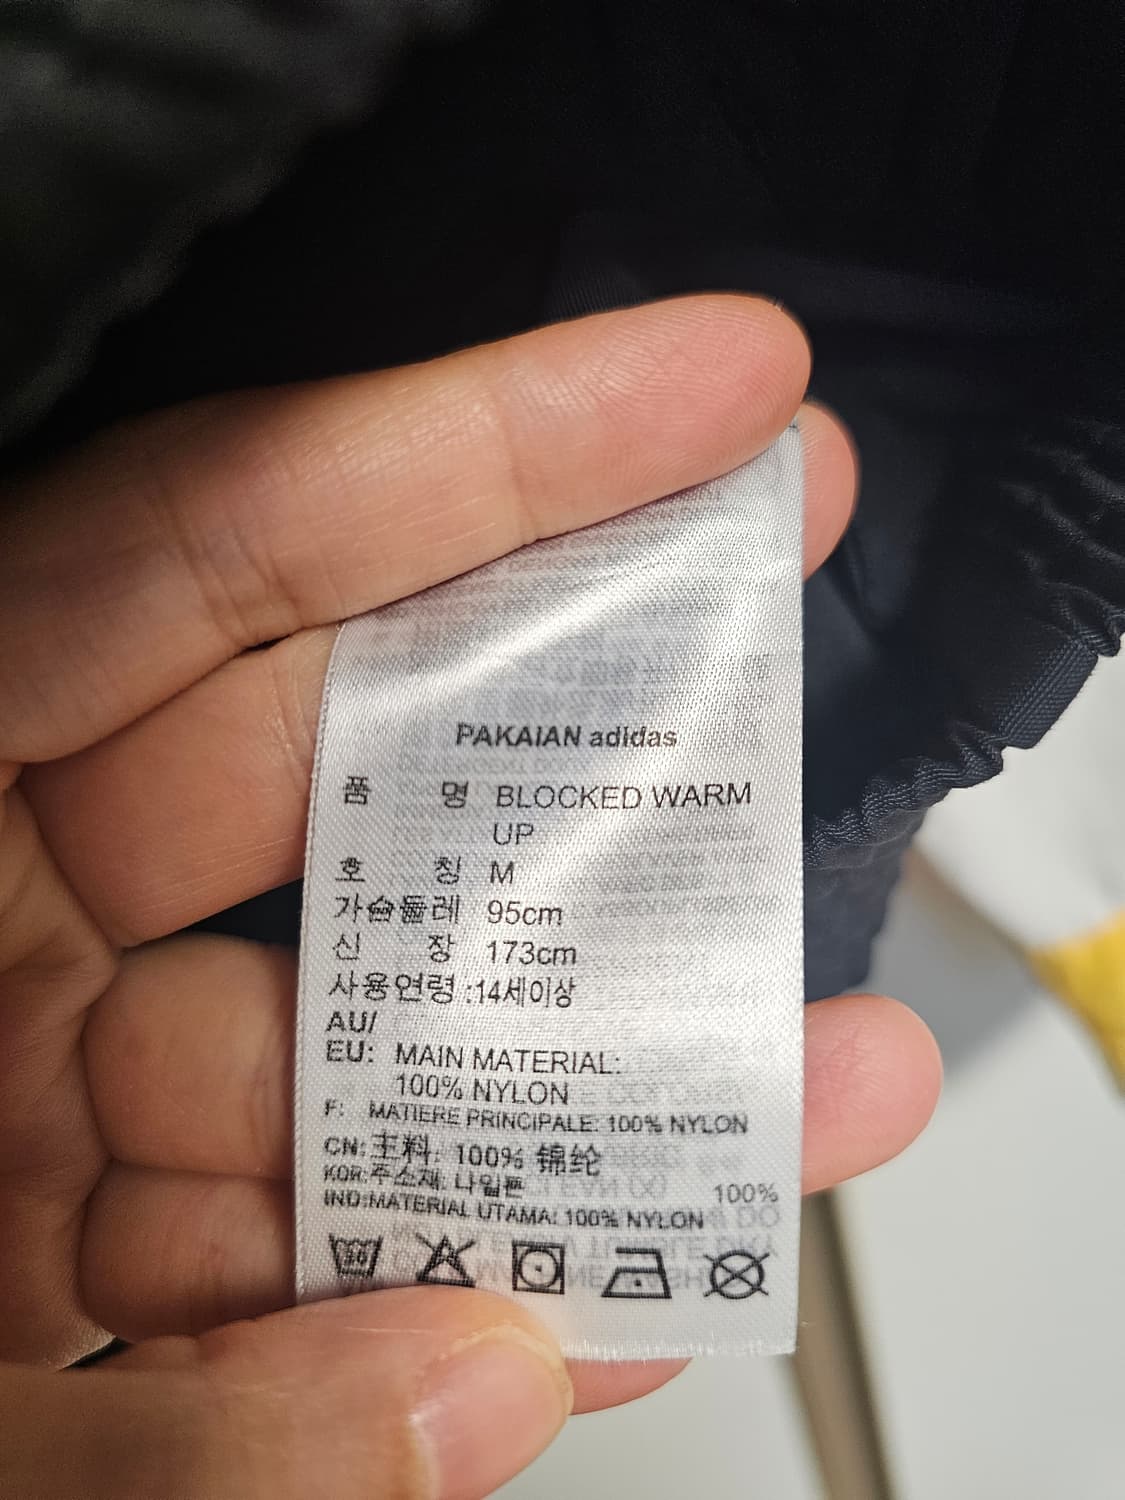 PAKAIAN adidas
품 명 BLOCKED WARM
UP
호 칭 M
가슴둘레 95cm
신 장 173cm
사용연령 :14세이상
AU/
EU: MAIN MATERIAL:
100% NYLON
F: MATIERE PRINCIPALE: 100% NYLON
CN: 主料: 100% 锦纶
KOR: 주소재: 나일론 100%
IND:MATERIAL UTAMA: 100% NYLON
30